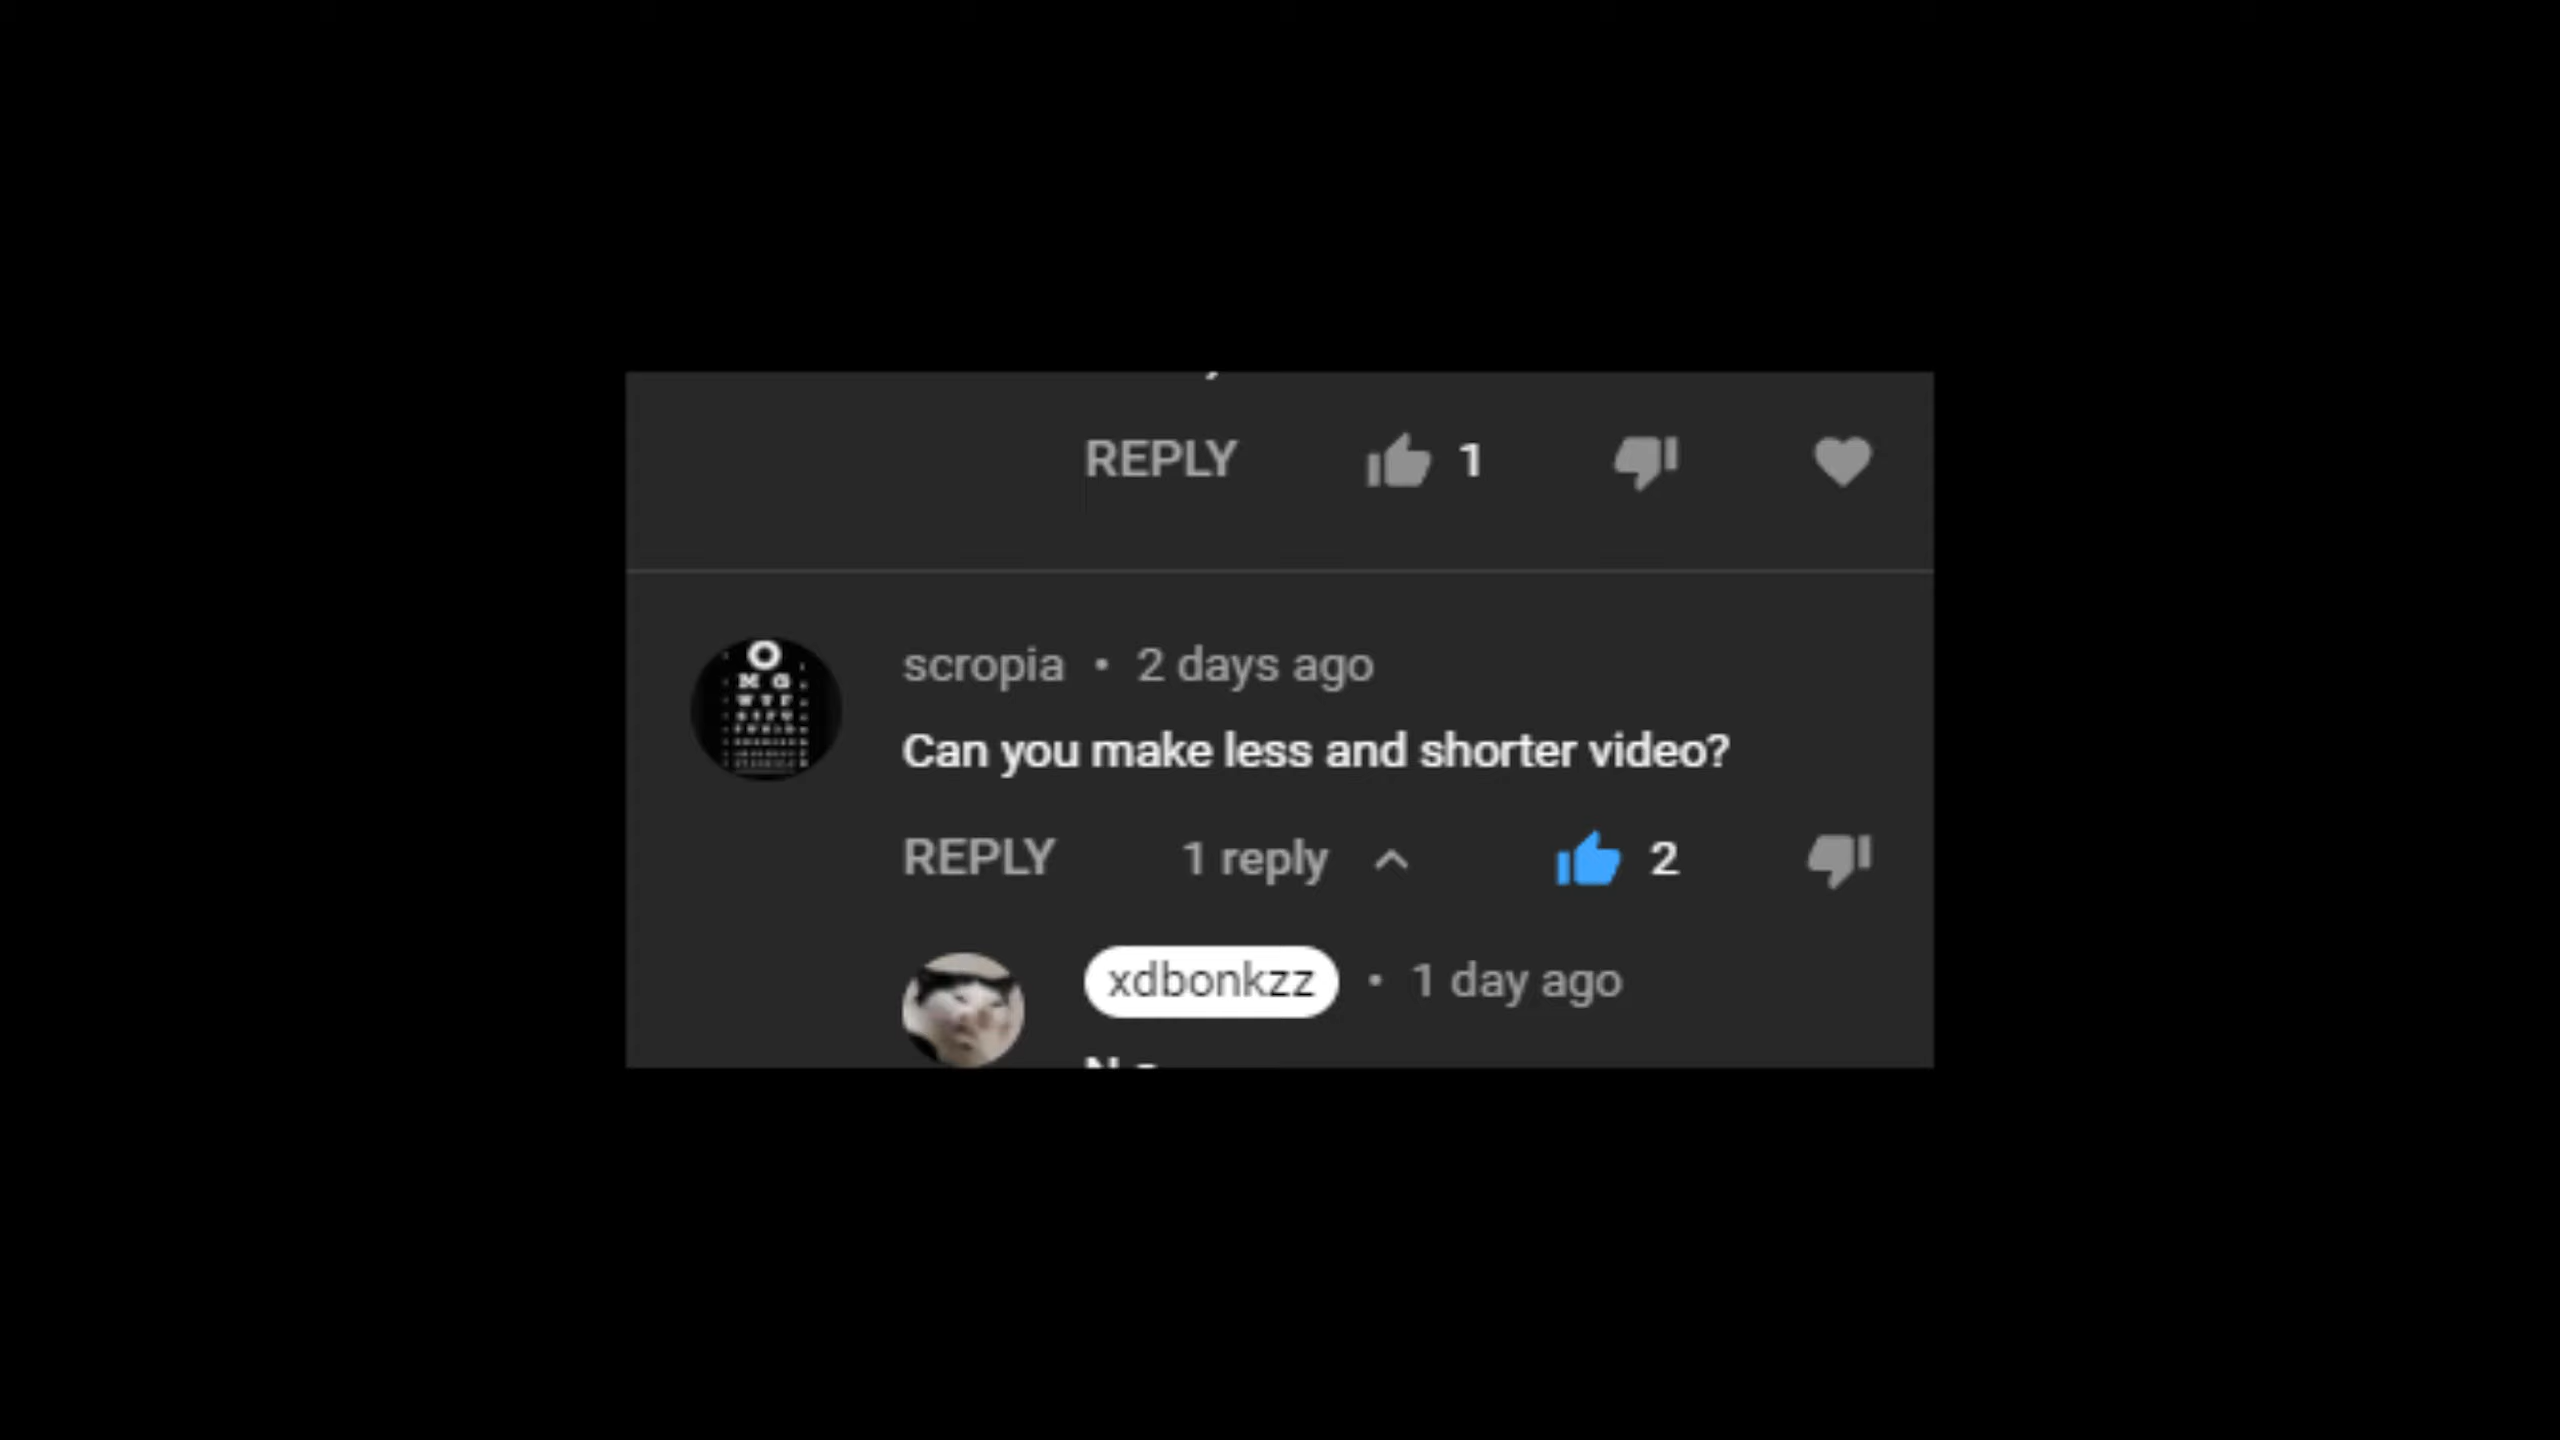 REPLY 1
scropia • 2 days ago
Can you make less and shorter video?
REPLY 1 reply 2
xdbonkzz • 1 day ago